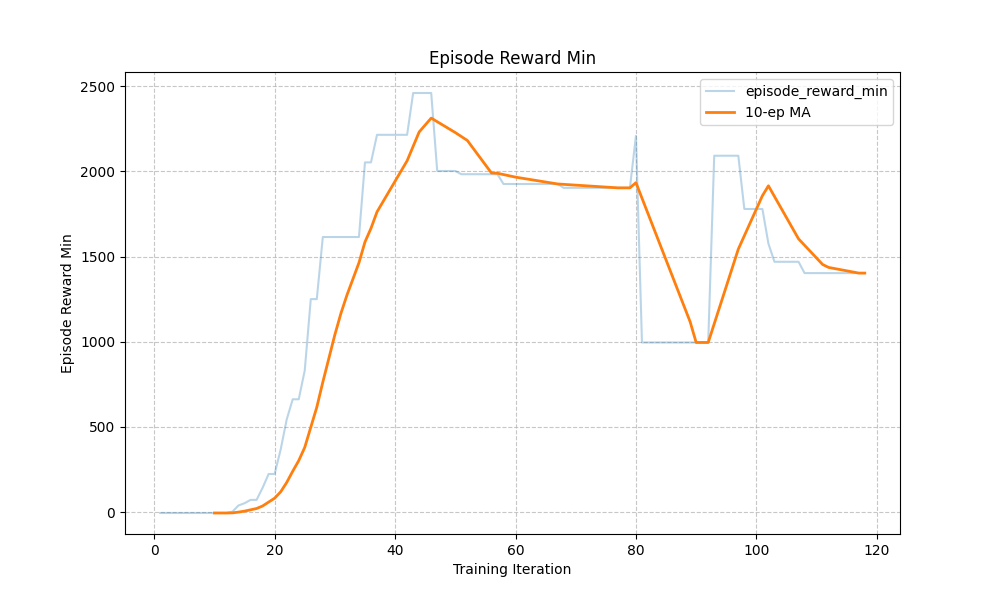 Episode Reward Min
episode_reward_min
10-ep MA
Episode Reward Min
2500
2000
1500
1000
500
0
0 20 40 60 80 100 120
Training Iteration